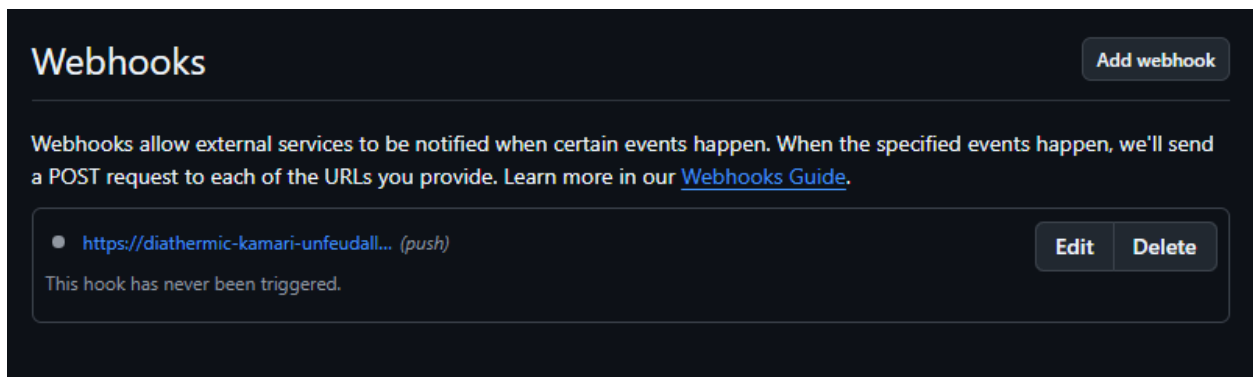 Webhooks
Add webhook
Webhooks allow external services to be notified when certain events happen. When the specified events happen, we'll send
a POST request to each of the URLs you provide. Learn more in our Webhooks Guide.
https://diathermic-kamari-unfeudall... (push)
Edit
Delete
This hook has never been triggered.